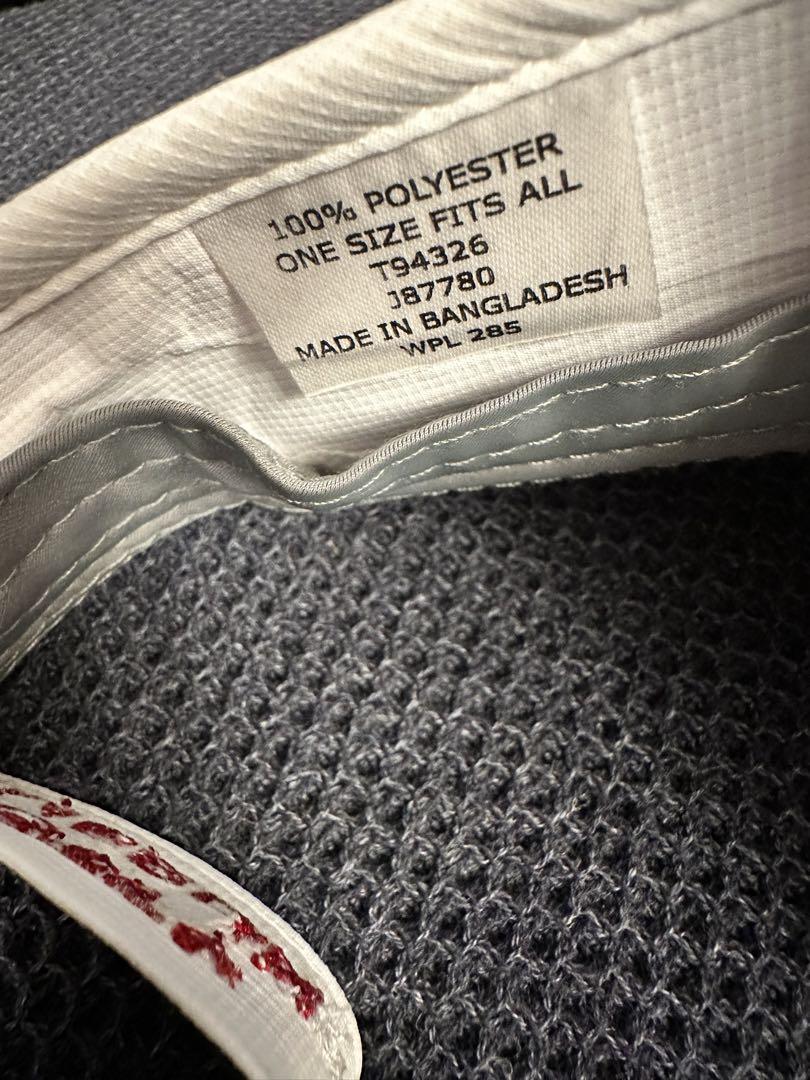 100% POLYESTER
ONE SIZE FITS ALL
T94326
J87780
MADE IN BANGLADESH
WPL 285